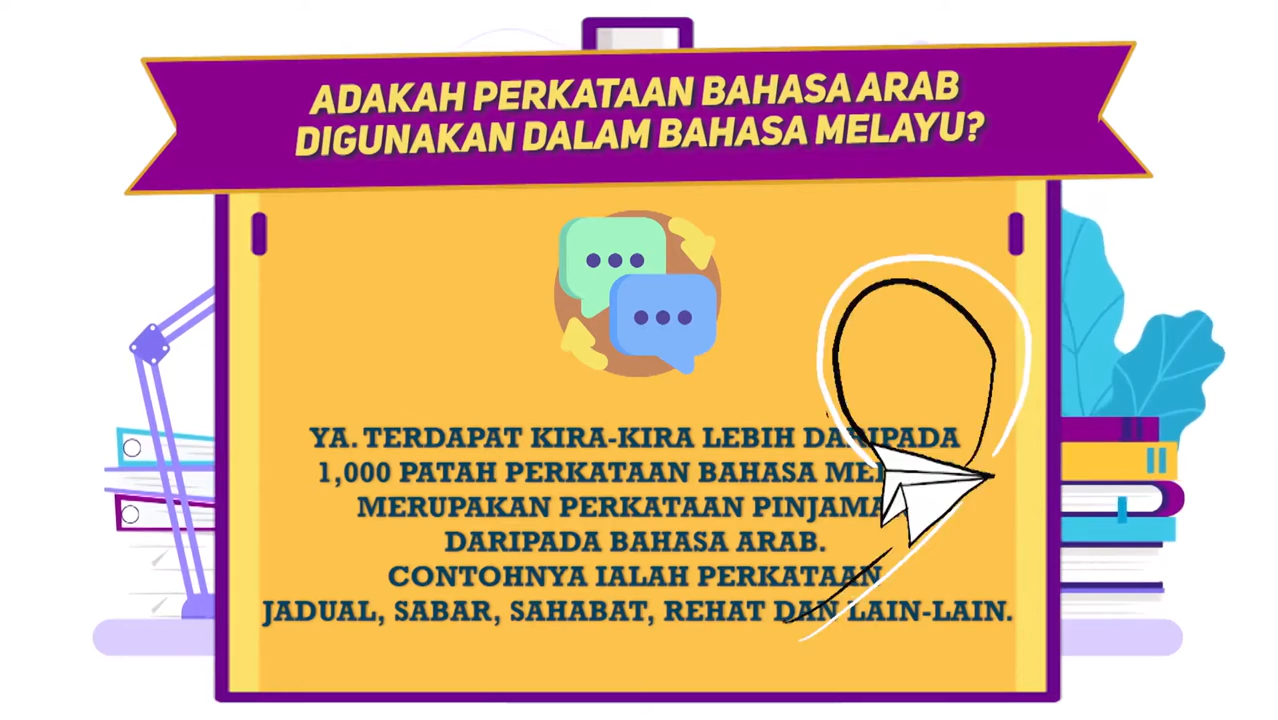 ADAKAH PERKATAAN BAHASA ARAB
DIGUNAKAN DALAM BAHASA MELAYU?
YA. TERDAPAT KIRA-KIRA LEBIH DARIPADA
1,000 PATAH PERKATAAN BAHASA
MERUPAKAN PERKATAAN
DARIPADA BAHASA ARAB.
CONTOHNYA IALAH PERKATAAN
JADUAL, SABAR, SAHABAT, REHAT DAN LAIN-LAIN.